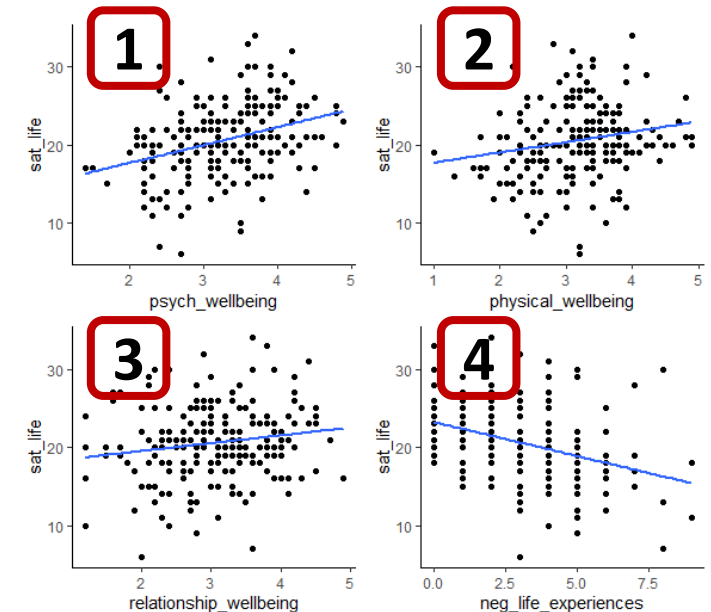 1
30
20
10
sat_life
2 3 4 5
psych_wellbeing
2
30
20
10
sat_life
1 2 3 4 5
physical_wellbeing
3
30
20
10
sat_life
2 3 4 5
relationship_wellbeing
4
30
20
10
sat_life
0.0 2.5 5.0 7.5
neg_life_experiences